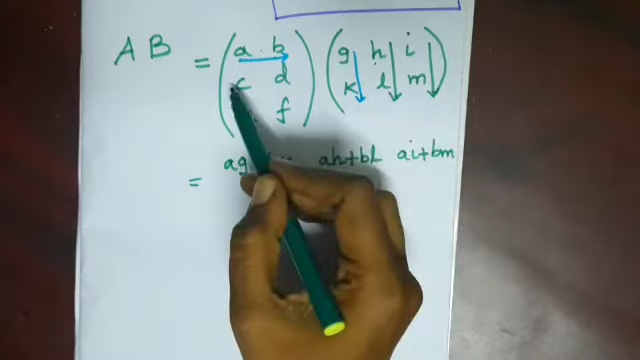 A B = ( a b ) ( g h i )
c d k l m
f
= ag ah+bl ai+bm